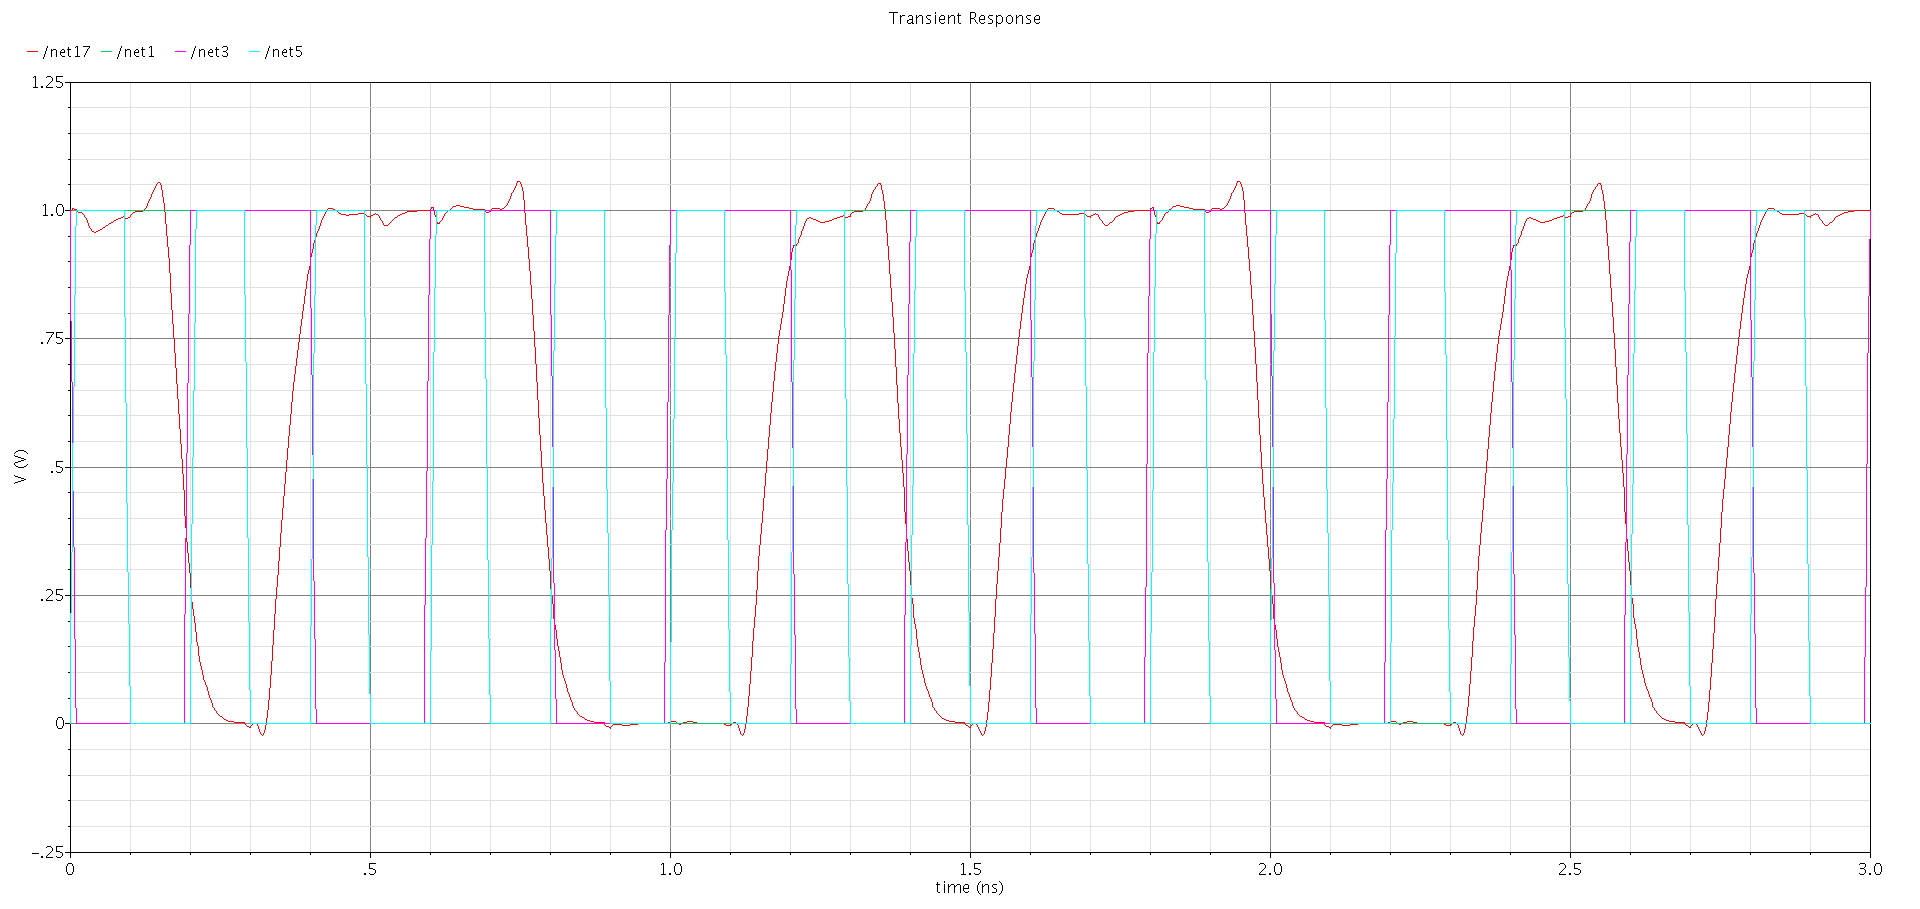 Transient Response
/net17 /net1 /net3 /net5
1.25
1.0
.75
V (V)
.5
.25
0
-.25
0 .5 1.0 1.5 2.0 2.5 3.0
time (ns)